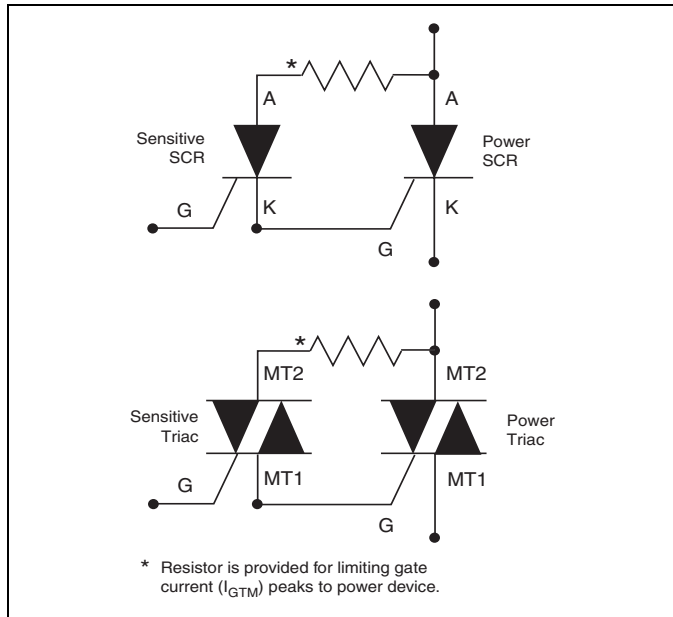 *
A
A
Sensitive
SCR
Power
SCR
G
K
K
G
*
MT2
MT2
Sensitive
Triac
Power
Triac
G
MT1
MT1
G
* Resistor is provided for limiting gate
current (IGTM) peaks to power device.